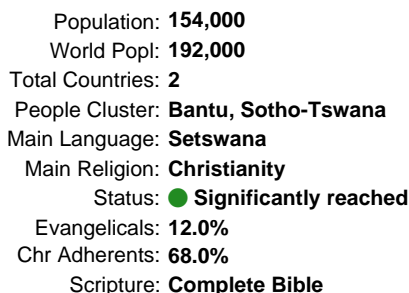 Population: 154,000
World Popl: 192,000
Total Countries: 2
People Cluster: Bantu, Sotho-Tswana
Main Language: Setswana
Main Religion: Christianity
Status: Significantly reached
Evangelicals: 12.0%
Chr Adherents: 68.0%
Scripture: Complete Bible